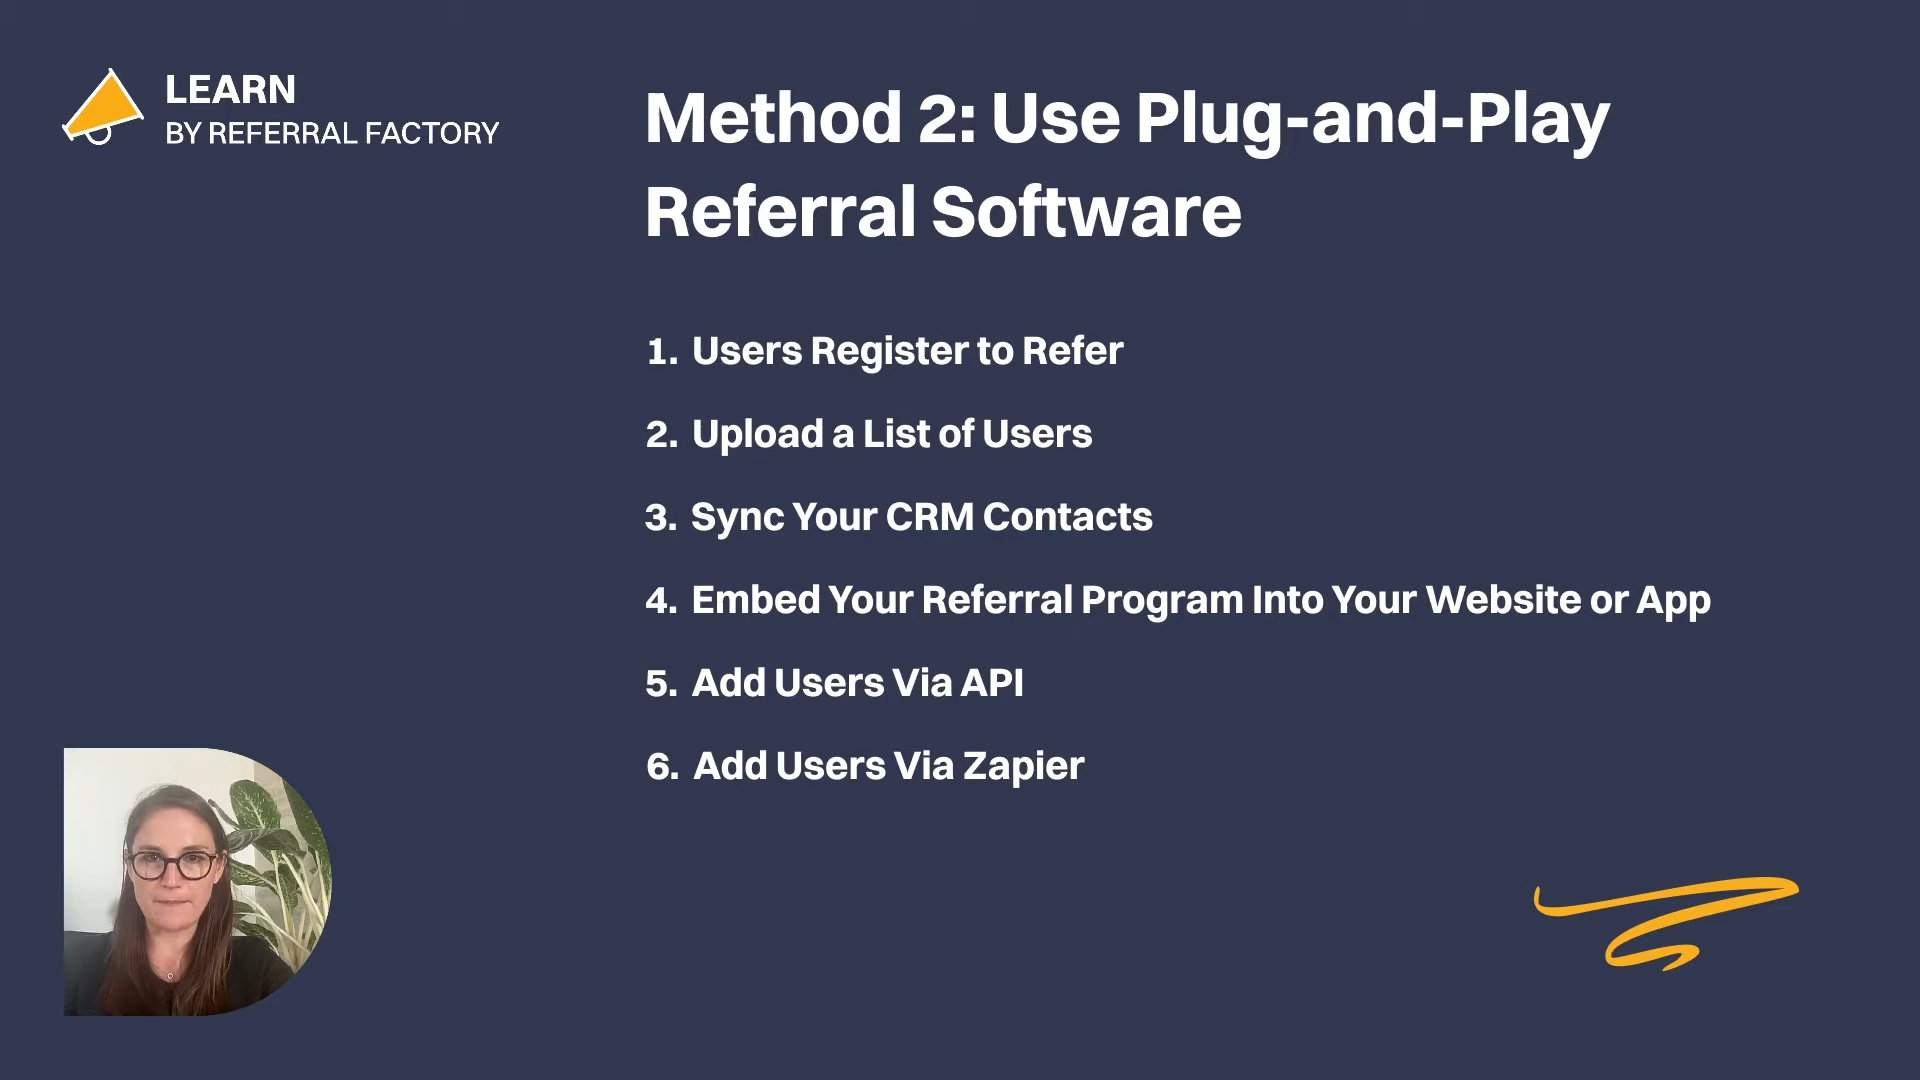 LEARN
BY REFERRAL FACTORY
Method 2: Use Plug-and-Play
Referral Software
1. Users Register to Refer
2. Upload a List of Users
3. Sync Your CRM Contacts
4. Embed Your Referral Program Into Your Website or App
5. Add Users Via API
6. Add Users Via Zapier